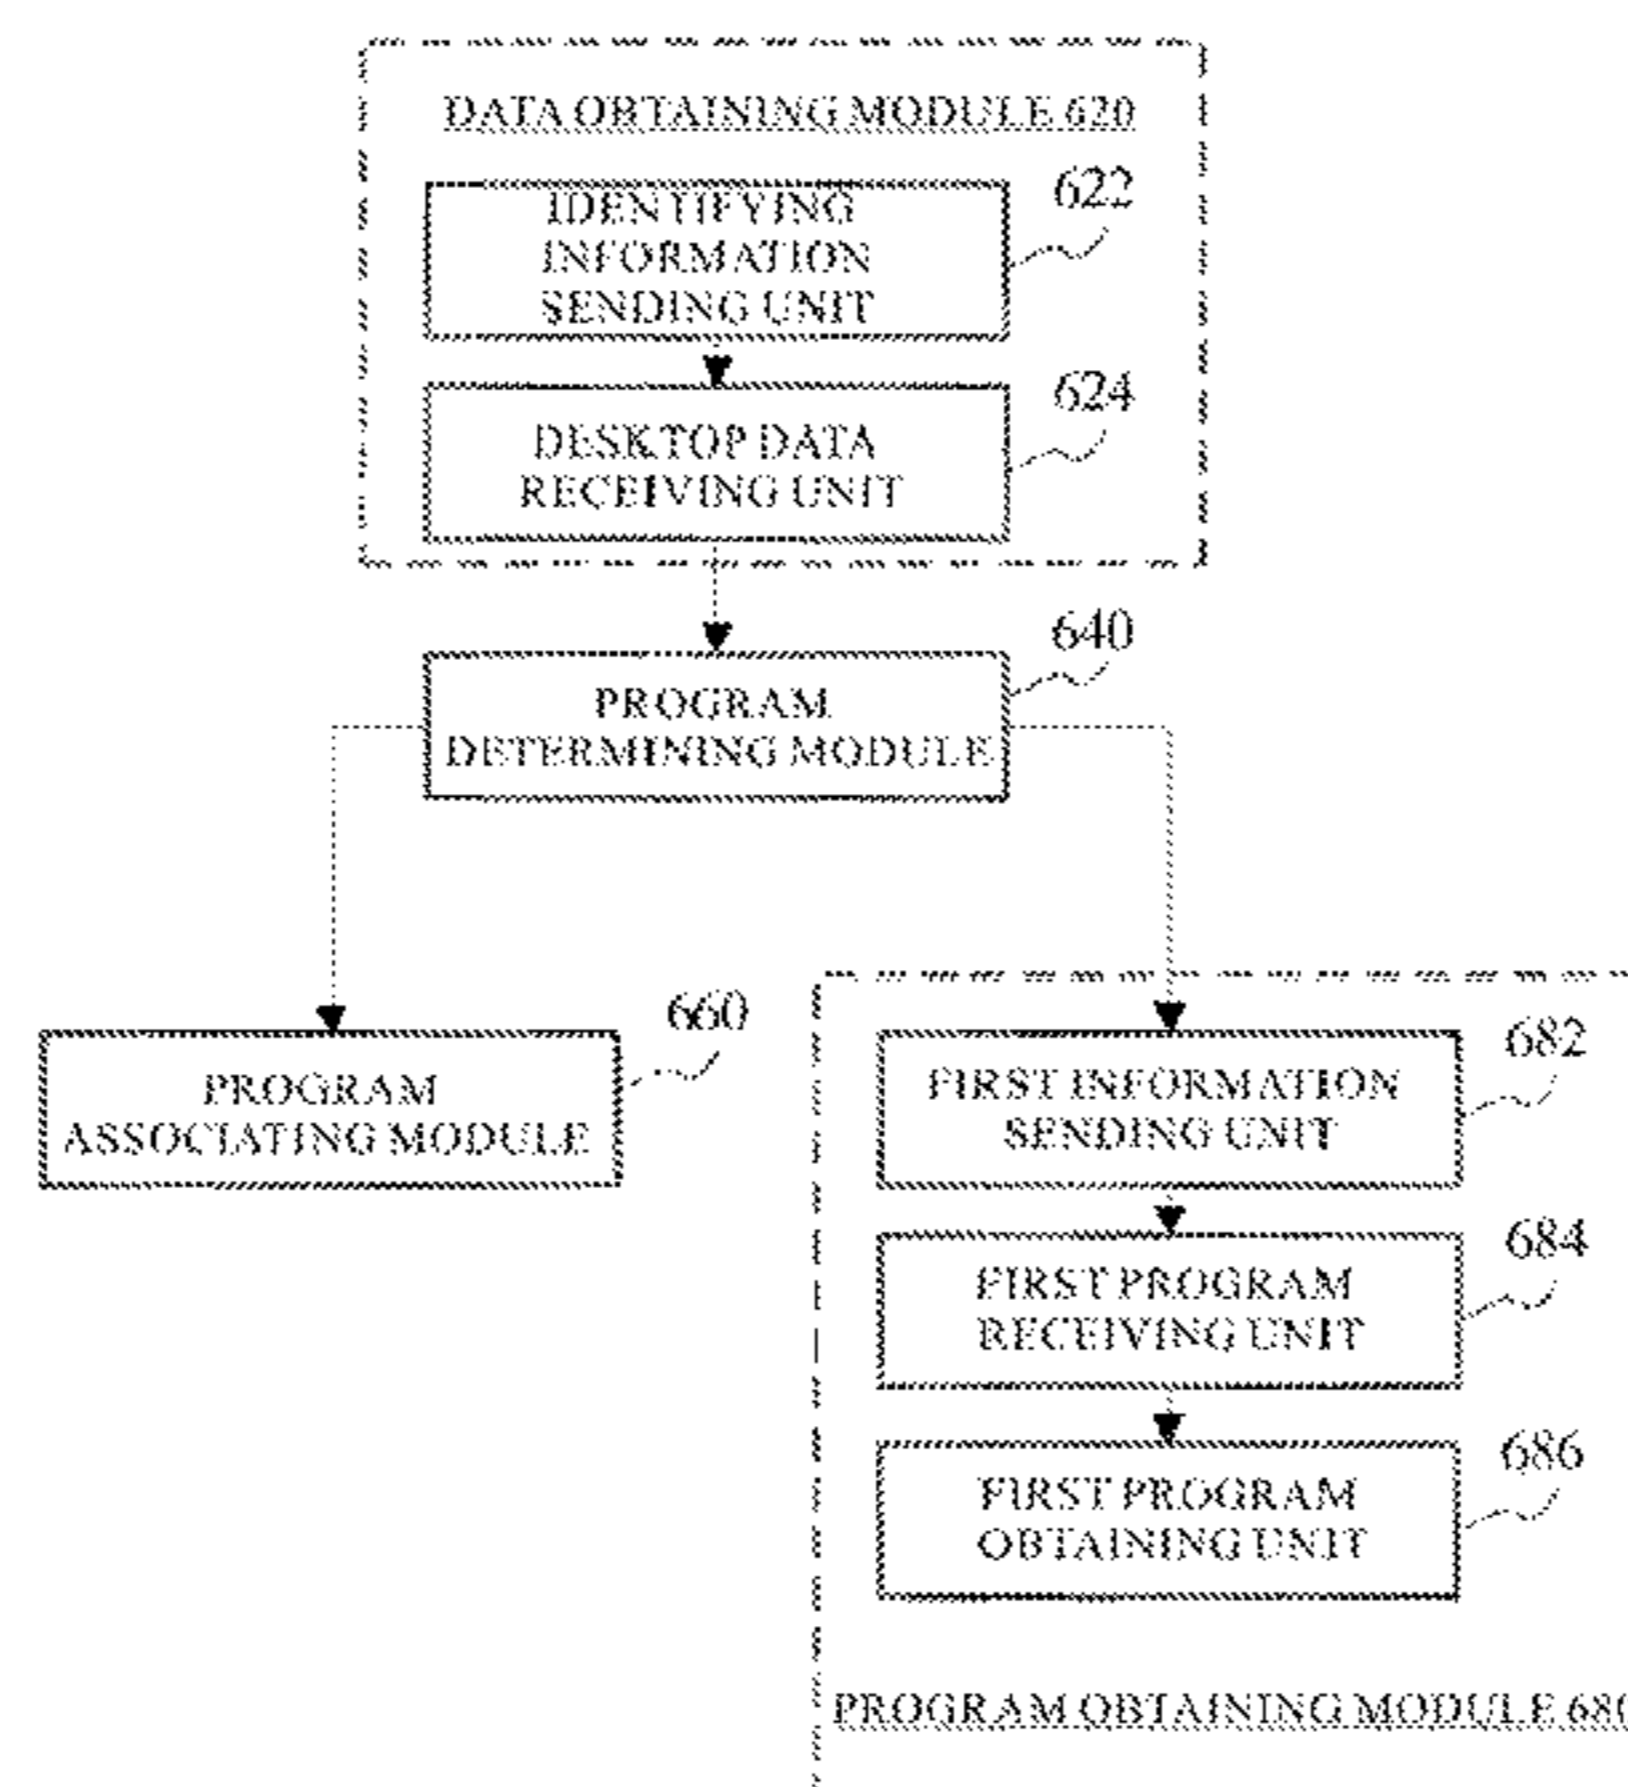 DATA OBTAINING MODULE 620
622
IDENTIFYING
INFORMATION
SENDING UNIT
624
DESKTOP DATA
RECEIVING UNIT
640
PROGRAM
DETERMINING MODULE
660
PROGRAM
ASSOCIATING MODULE
682
FIRST INFORMATION
SENDING UNIT
684
FIRST PROGRAM
RECEIVING UNIT
686
FIRST PROGRAM
OBTAINING UNIT
PROGRAM OBTAINING MODULE 680